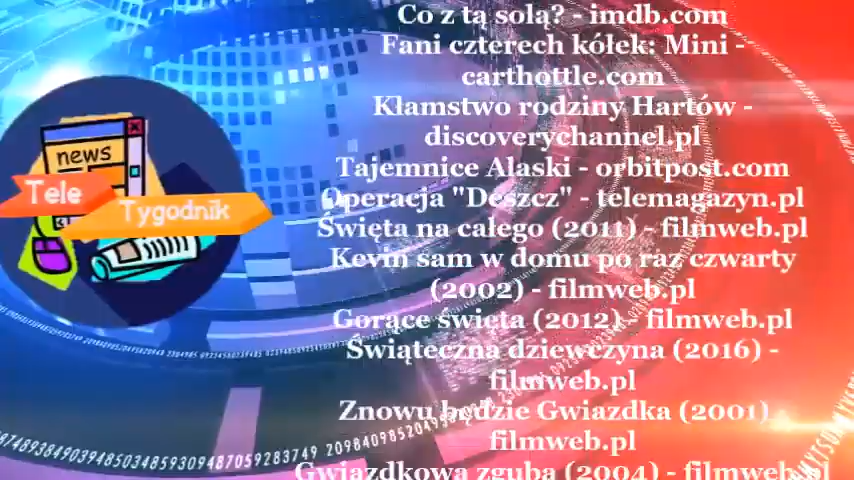 Co z tą solą? - imdb.com
Fani czterech kółek: Mini -
carthottle.com
Kłamstwo rodziny Hartów -
discoverychannel.pl
Tajemnice Alaski - orbitpost.com
Operacja "Deszcz" - telemagazyn.pl
Święta na całego (2011) - filmweb.pl
Kevin sam w domu po raz czwarty
(2002) - filmweb.pl
Gorące święta (2012) - filmweb.pl
Świąteczna dziewczyna (2016) -
filmweb.pl
Znowu będzie Gwiazdka (2001) -
filmweb.pl
Gwiazdkowa zguba (2004) - filmweb.pl
news
Tele
Tygodnik